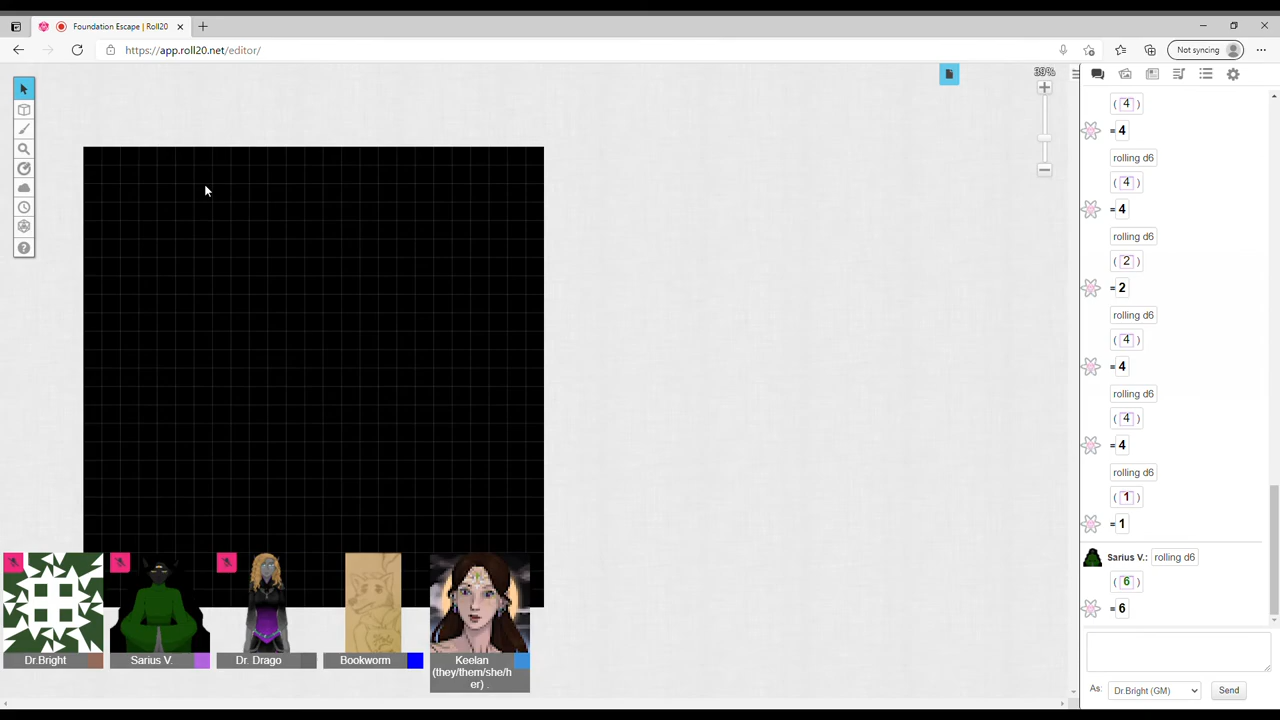 Foundation Escape | Roll20
https://app.roll20.net/editor/
Not syncing
39%
( 4 )
= 4
rolling d6
( 4 )
= 4
rolling d6
( 2 )
= 2
rolling d6
( 4 )
= 4
rolling d6
( 4 )
= 4
rolling d6
( 1 )
= 1
Sarius V.: rolling d6
( 6 )
= 6
Dr.Bright
Sarius V.
Dr. Drago
Bookworm
Keelan
(they/them/she/h
er) .
As: Dr.Bright (GM)
Send